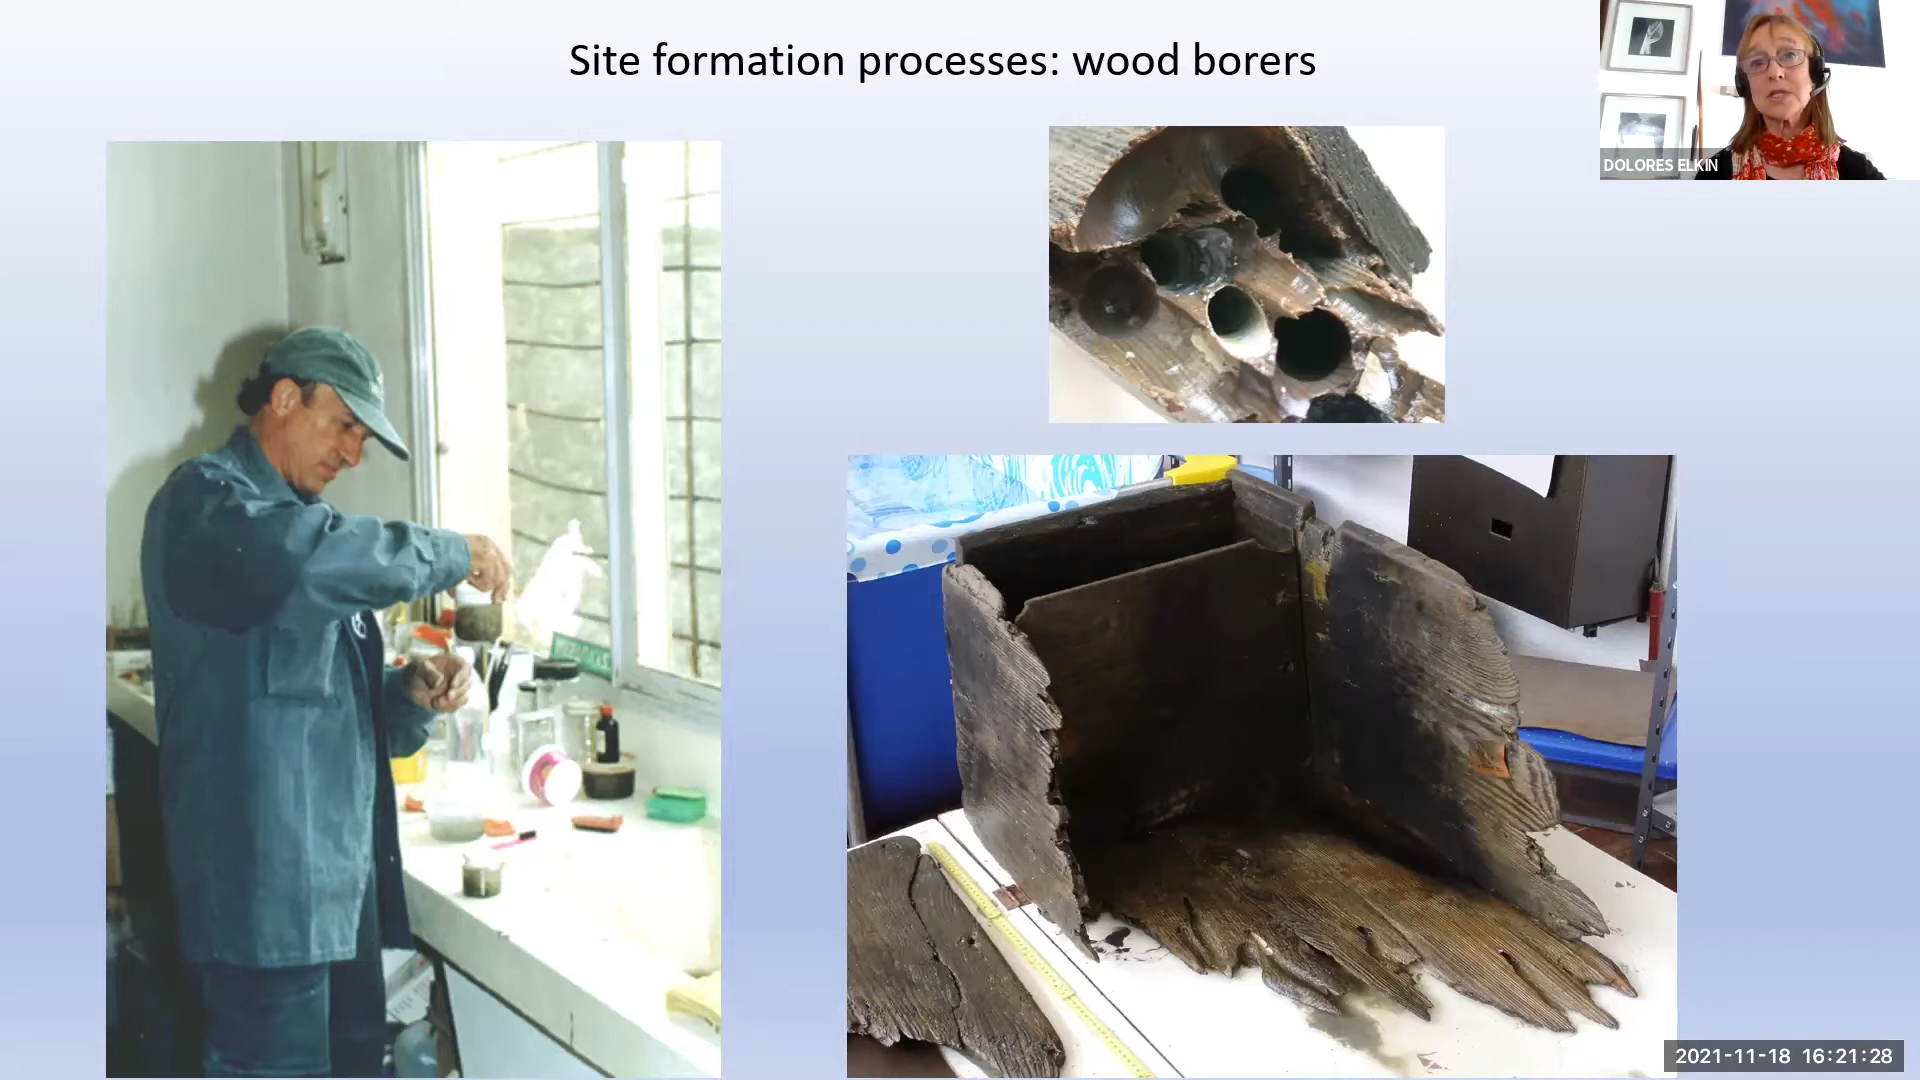 Site formation processes: wood borers
DOLORES ELKIN
2021-11-18 16:21:28